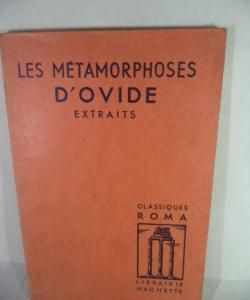 LES MÉTAMORPHOSES
D'OVIDE
EXTRAITS
CLASSIQUES
ROMA
LIBRAIRIE
HACHETTE